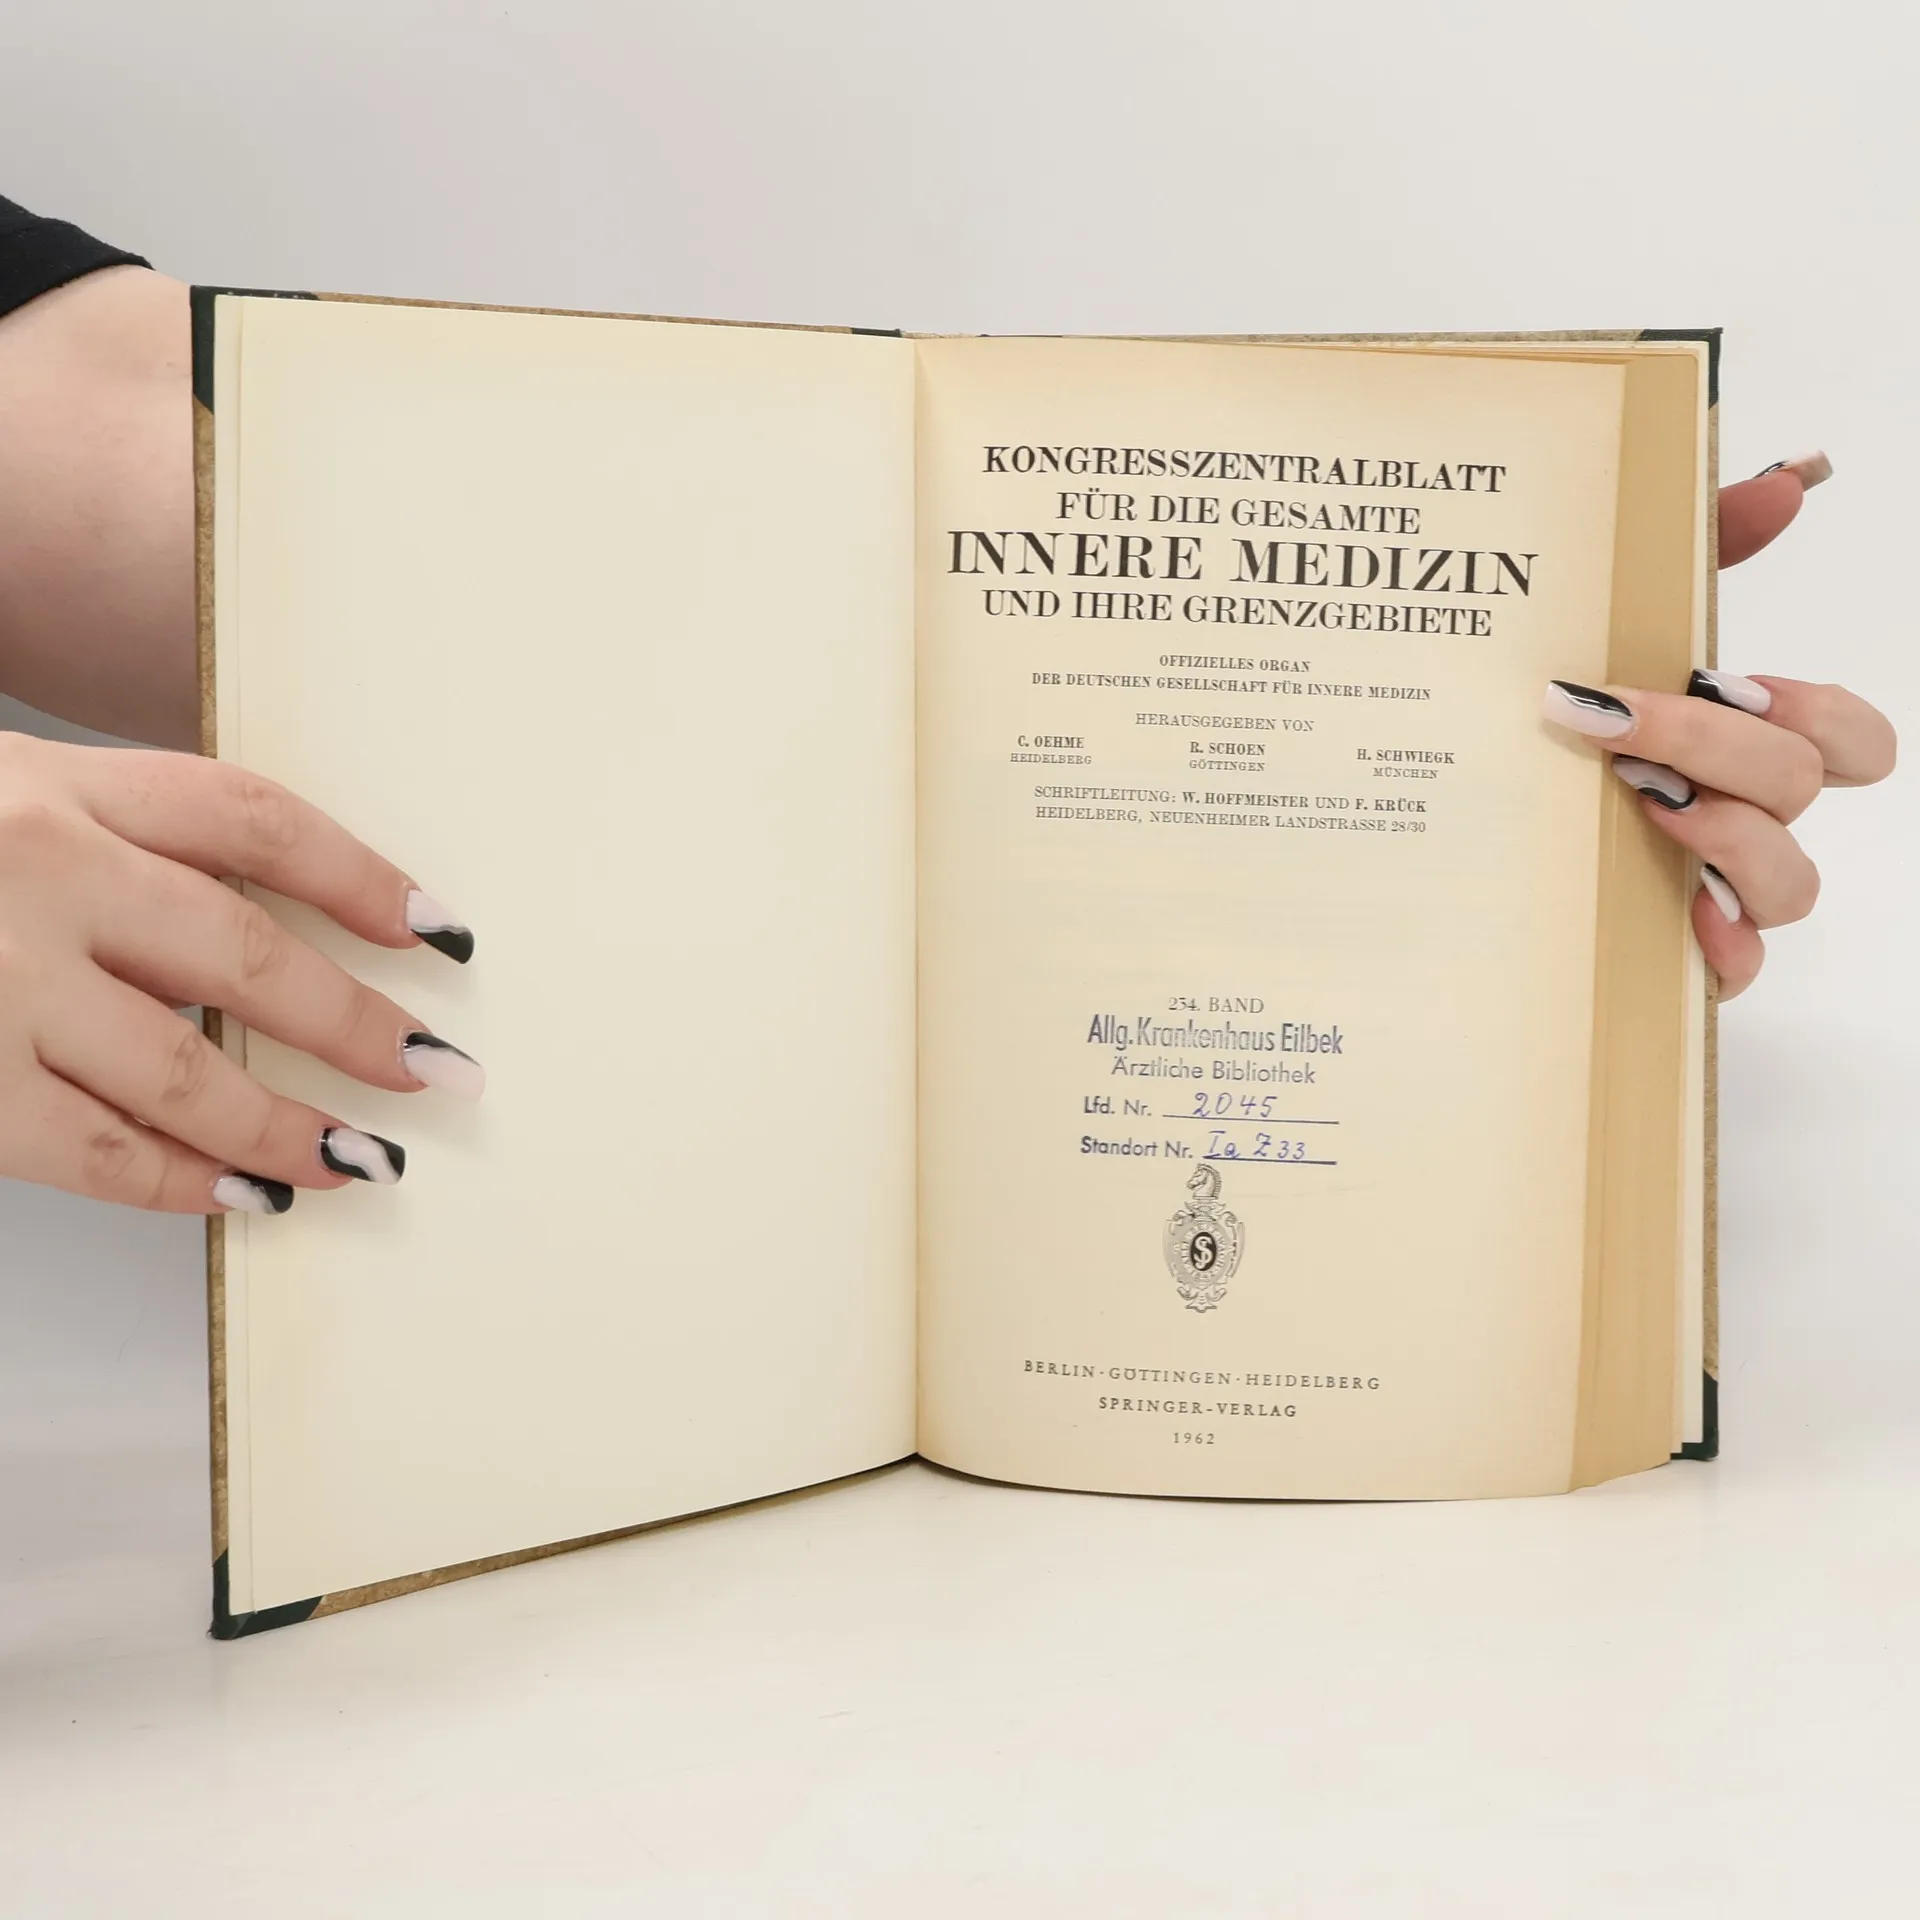 KONGRESSZENTRALBLATT
FÜR DIE GESAMTE
INNERE MEDIZIN
UND IHRE GRENZGEBIETE
OFFIZIELLES ORGAN
DER DEUTSCHEN GESELLSCHAFT FÜR INNERE MEDIZIN
HERAUSGEGEBEN VON
C. OEHME R. SCHOEN H. SCHWIEGK
HEIDELBERG GÖTTINGEN MÜNCHEN
SCHRIFTLEITUNG: W. HOFFMEISTER UND F. KRÜCK
HEIDELBERG, NEUENHEIMER LANDSTRASSE 28/30
234. BAND
Allg. Krankenhaus Eilbek
Ärztliche Bibliothek
Lfd. Nr. 2045
Standort Nr. Ia Z 33
BERLIN · GÖTTINGEN · HEIDELBERG
SPRINGER-VERLAG
1962